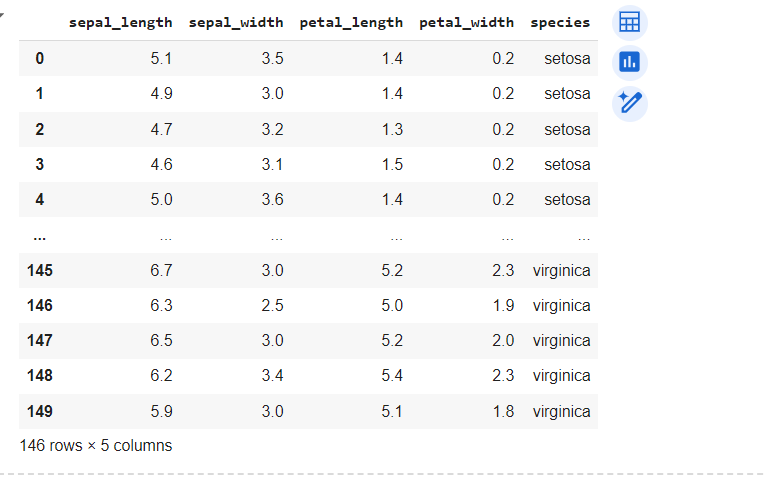 sepal_length sepal_width petal_length petal_width species
0 5.1 3.5 1.4 0.2 setosa
1 4.9 3.0 1.4 0.2 setosa
2 4.7 3.2 1.3 0.2 setosa
3 4.6 3.1 1.5 0.2 setosa
4 5.0 3.6 1.4 0.2 setosa
... ... ... ... ... ...
145 6.7 3.0 5.2 2.3 virginica
146 6.3 2.5 5.0 1.9 virginica
147 6.5 3.0 5.2 2.0 virginica
148 6.2 3.4 5.4 2.3 virginica
149 5.9 3.0 5.1 1.8 virginica
146 rows × 5 columns